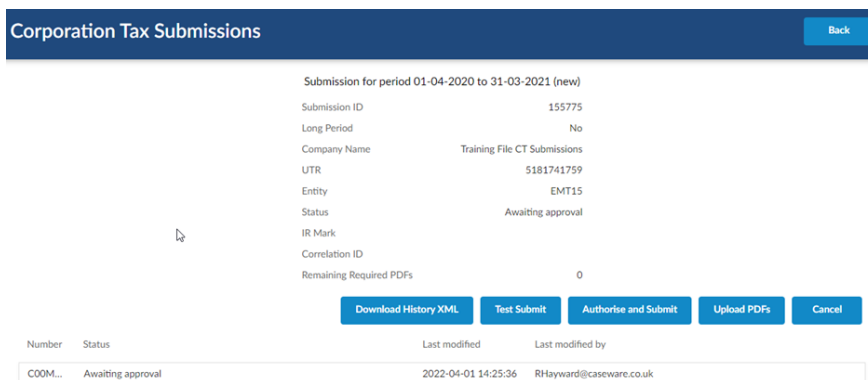 Corporation Tax Submissions
Back
Submission for period 01-04-2020 to 31-03-2021 (new)
Submission ID 155775
Long Period No
Company Name Training File CT Submissions
UTR 5181741759
Entity EMT15
Status Awaiting approval
IR Mark
Correlation ID
Remaining Required PDFs 0
Download History XML Test Submit Authorise and Submit Upload PDFs Cancel
Number Status Last modified Last modified by
C00M... Awaiting approval 2022-04-01 14:25:36 RHayward@caseware.co.uk